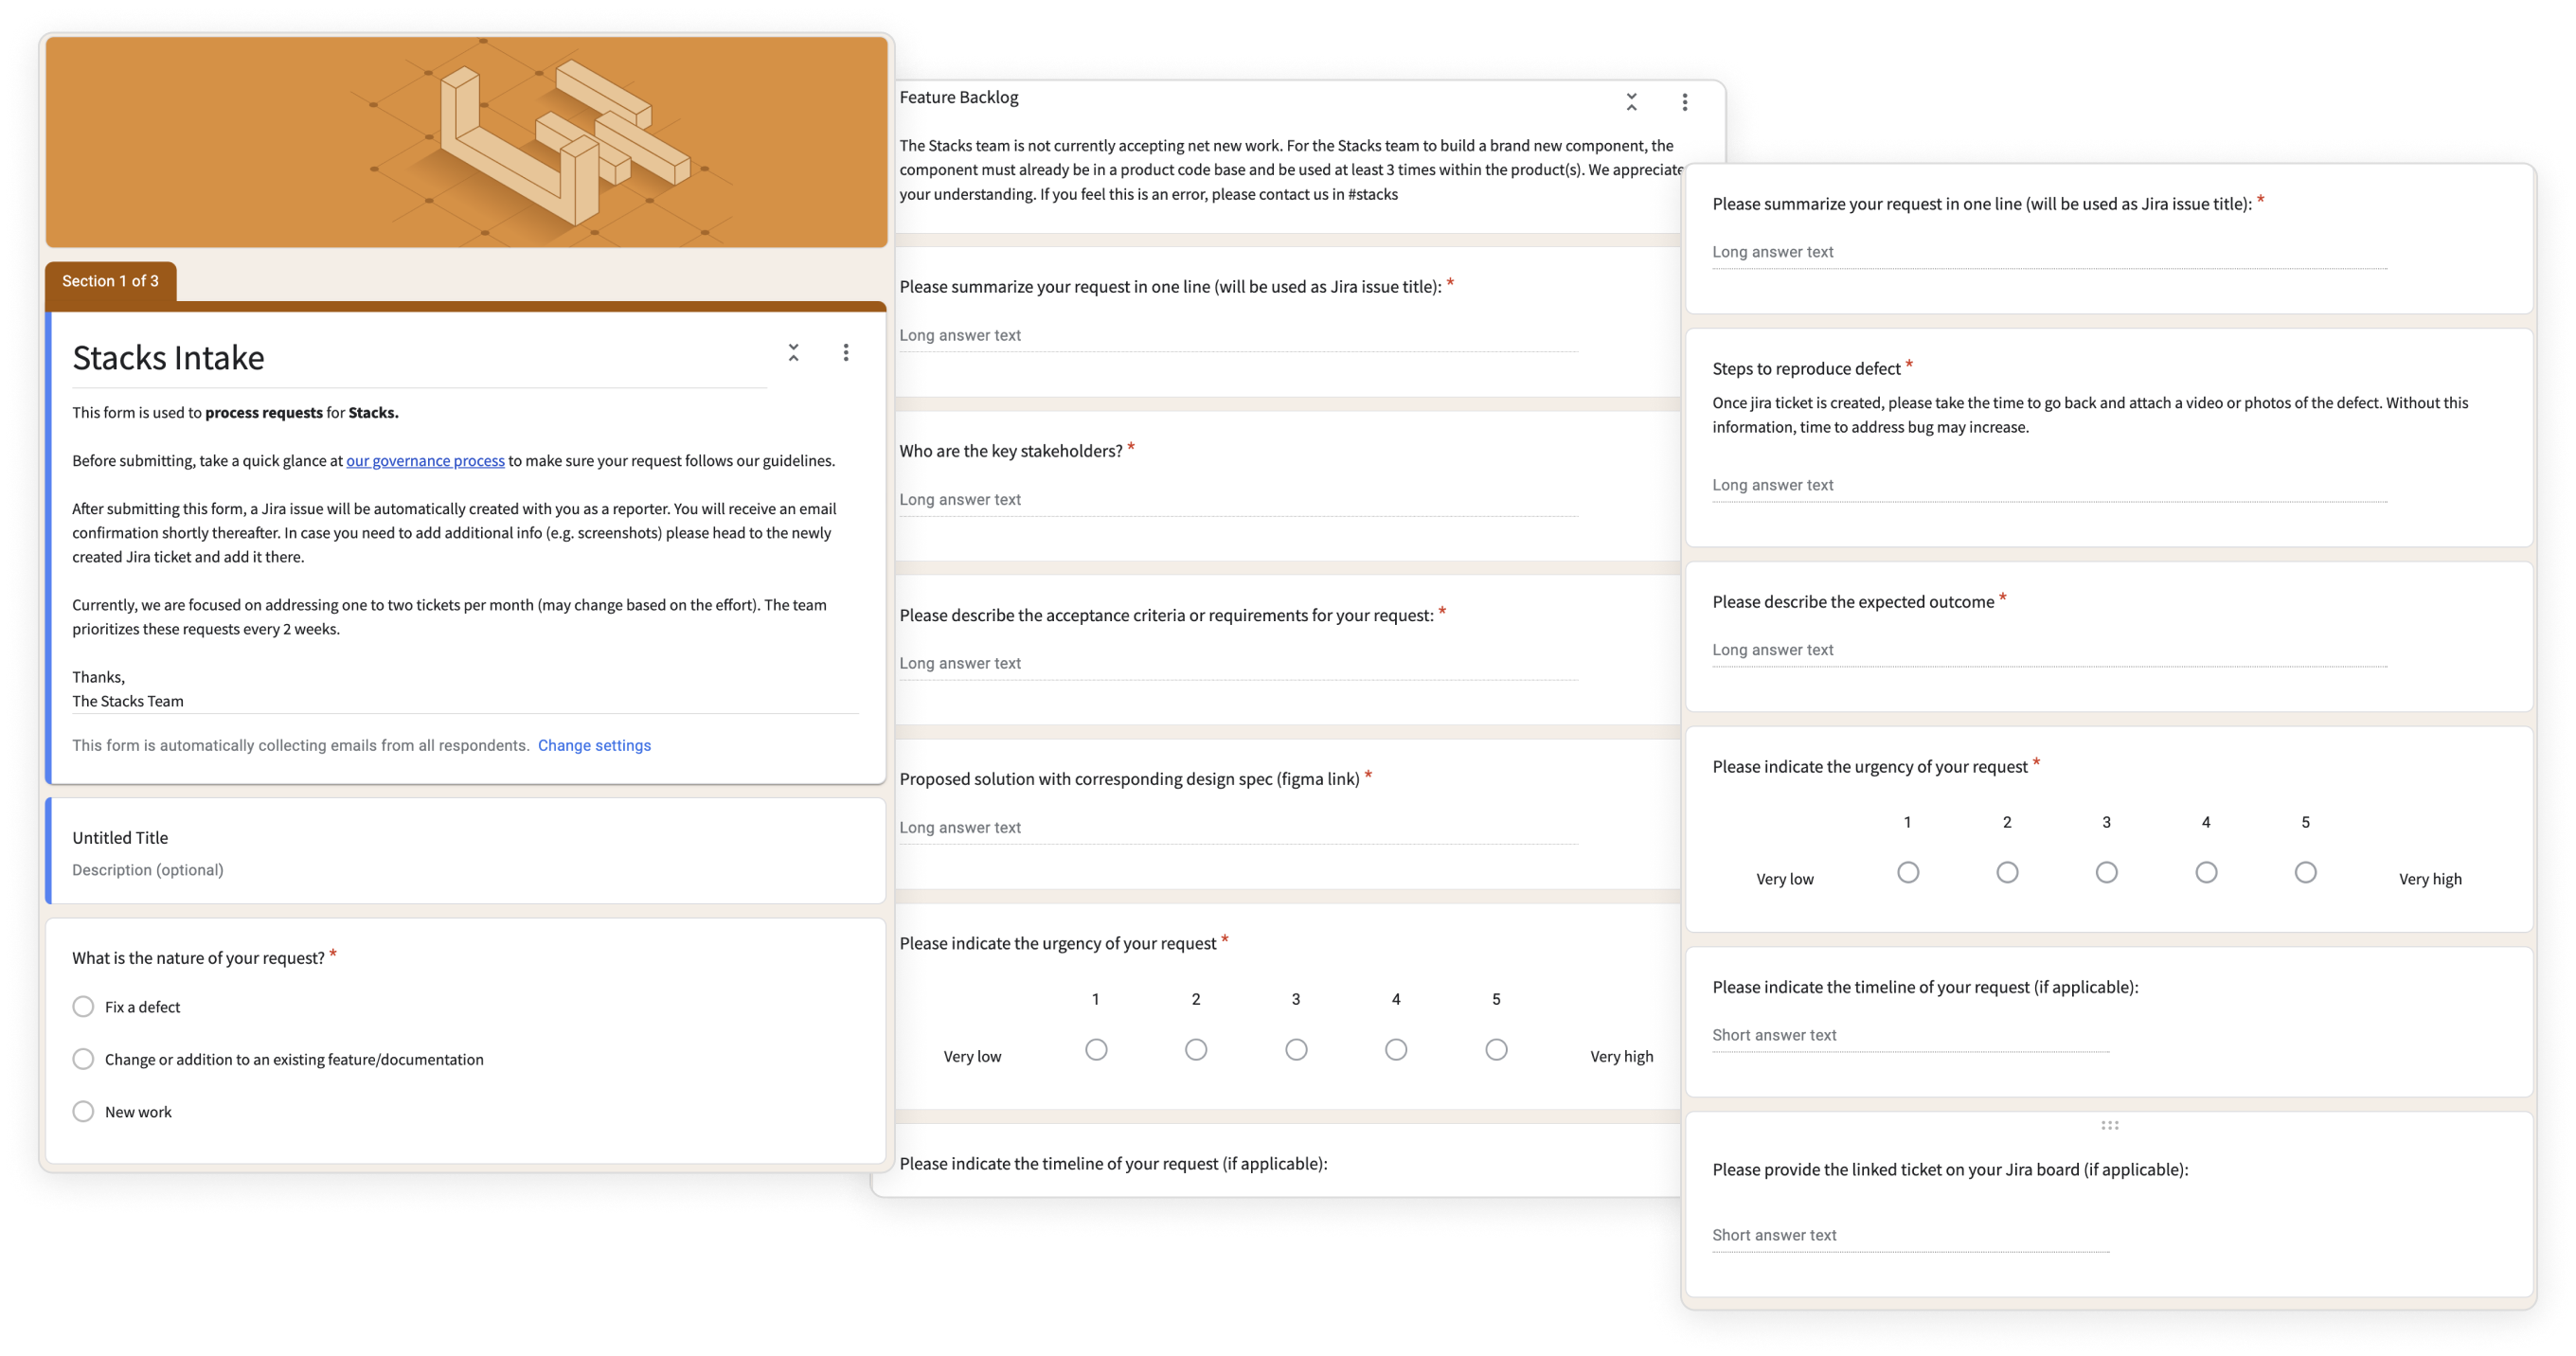 Section 1 of 3
Stacks Intake
This form is used to process requests for Stacks.
Before submitting, take a quick glance at our governance process to make sure your request follows our guidelines.
After submitting this form, a Jira issue will be automatically created with you as a reporter. You will receive an email
confirmation shortly thereafter. In case you need to add additional info (e.g. screenshots) please head to the newly
created Jira ticket and add it there.
Currently, we are focused on addressing one to two tickets per month (may change based on the effort). The team
prioritizes these requests every 2 weeks.
Thanks,
The Stacks Team
This form is automatically collecting emails from all respondents. Change settings
Untitled Title
Description (optional)
What is the nature of your request? *
Fix a defect
Change or addition to an existing feature/documentation
New work
Feature Backlog
The Stacks team is not currently accepting net new work. For the Stacks team to build a brand new component, the
component must already be in a product code base and be used at least 3 times within the product(s). We appreciate
your understanding. If you feel this is an error, please contact us in #stacks
Please summarize your request in one line (will be used as Jira issue title): *
Long answer text
Who are the key stakeholders? *
Long answer text
Please describe the acceptance criteria or requirements for your request: *
Long answer text
Proposed solution with corresponding design spec (figma link) *
Long answer text
Please indicate the urgency of your request *
1 2 3 4 5
Very low Very high
Please indicate the timeline of your request (if applicable):
Please summarize your request in one line (will be used as Jira issue title): *
Long answer text
Steps to reproduce defect *
Once jira ticket is created, please take the time to go back and attach a video or photos of the defect. Without this
information, time to address bug may increase.
Long answer text
Please describe the expected outcome *
Long answer text
Please indicate the urgency of your request *
1 2 3 4 5
Very low Very high
Please indicate the timeline of your request (if applicable):
Short answer text
Please provide the linked ticket on your Jira board (if applicable):
Short answer text